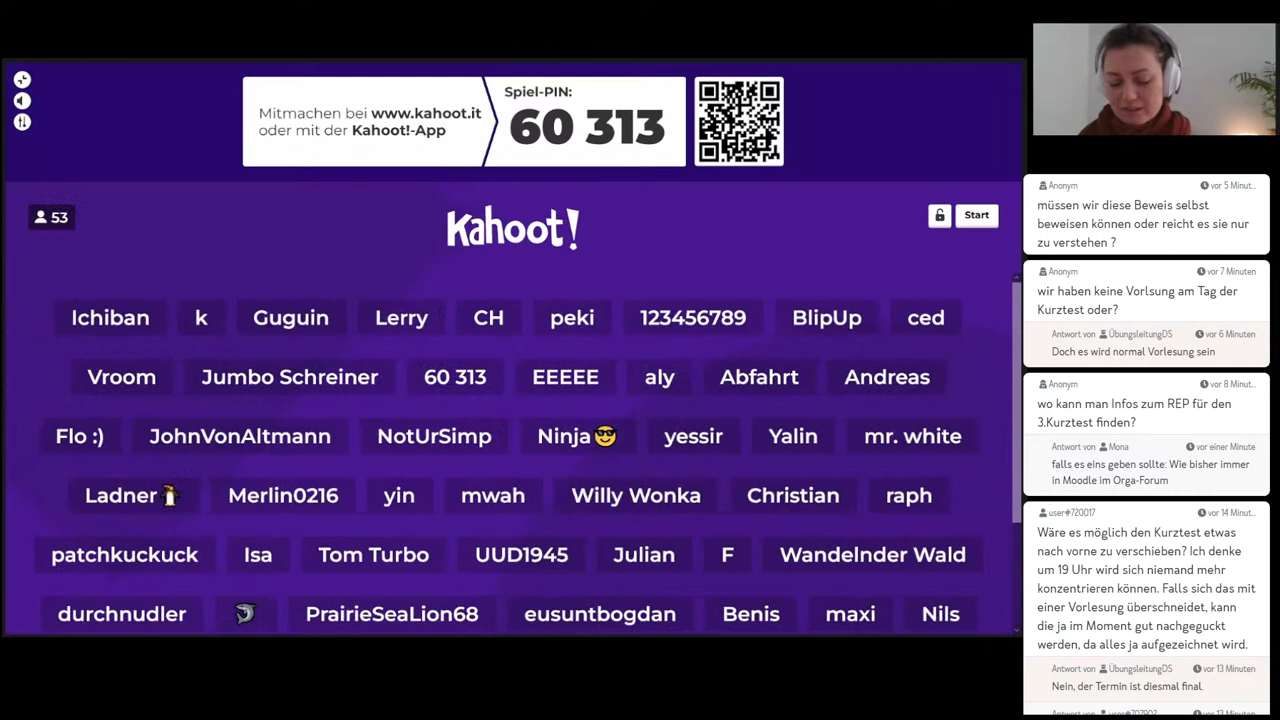 Mitmachen bei www.kahoot.it
oder mit der Kahoot!-App
Spiel-PIN:
60 313
53
Kahoot!
Start
Ichiban k Guguin Lerry CH peki 123456789 BlipUp ced
Vroom Jumbo Schreiner 60 313 EEEEE aly Abfahrt Andreas
Flo :) JohnVonAltmann NotUrSimp Ninja😎 yessir Yalin mr. white
Ladner🐧 Merlin0216 yin mwah Willy Wonka Christian raph
patchkuckuck Isa Tom Turbo UUD1945 Julian F Wandelnder Wald
durchnudler 🦈 PrairieSeaLion68 eusuntbogdan Benis maxi Nils
Anonym vor 5 Minut...
müssen wir diese Beweis selbst
beweisen können oder reicht es sie nur
zu verstehen ?
Anonym vor 7 Minuten
wir haben keine Vorlsung am Tag der
Kurztest oder?
Antwort von ÜbungsleitungDS vor 6 Minuten
Doch es wird normal Vorlesung sein
Anonym vor 8 Minut...
wo kann man Infos zum REP für den
3.Kurztest finden?
Antwort von Mona vor einer Minute
falls es eins geben sollte: Wie bisher immer
in Moodle im Orga-Forum
user#720017 vor 14 Minut...
Wäre es möglich den Kurztest etwas
nach vorne zu verschieben? Ich denke
um 19 Uhr wird sich niemand mehr
konzentrieren können. Falls sich das mit
einer Vorlesung überschneidet, kann
die ja im Moment gut nachgeguckt
werden, da alles ja aufgezeichnet wird.
Antwort von ÜbungsleitungDS vor 13 Minuten
Nein, der Termin ist diesmal final.